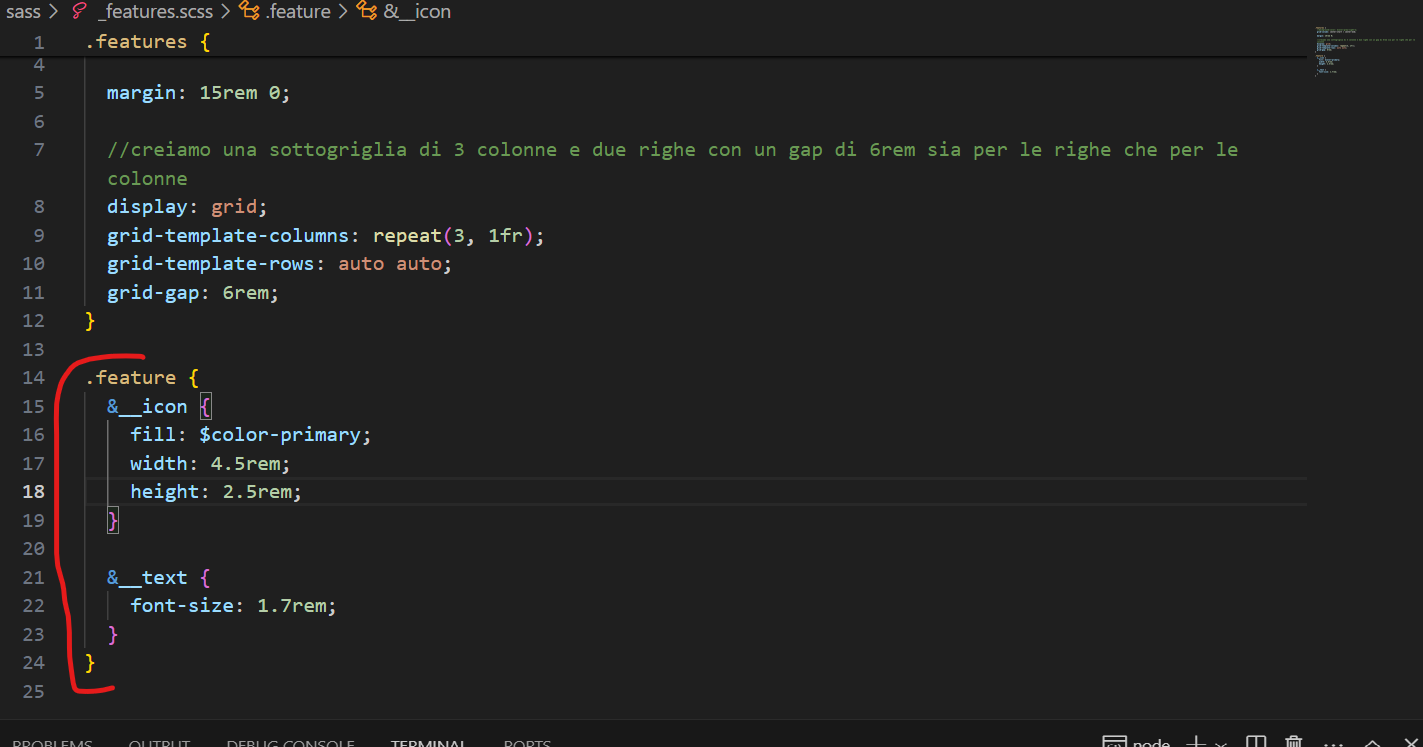 sass > _features.scss > .feature > &__icon
1 .features {
4
5 margin: 15rem 0;
6
7 //creiamo una sottogriglia di 3 colonne e due righe con un gap di 6rem sia per le righe che per le
colonne
8 display: grid;
9 grid-template-columns: repeat(3, 1fr);
10 grid-template-rows: auto auto;
11 grid-gap: 6rem;
12 }
13
14 .feature {
15 &__icon {
16 fill: $color-primary;
17 width: 4.5rem;
18 height: 2.5rem;
19 }
20
21 &__text {
22 font-size: 1.7rem;
23 }
24 }
25
PROBLEMS OUTPUT DEBUG CONSOLE TERMINAL PORTS node